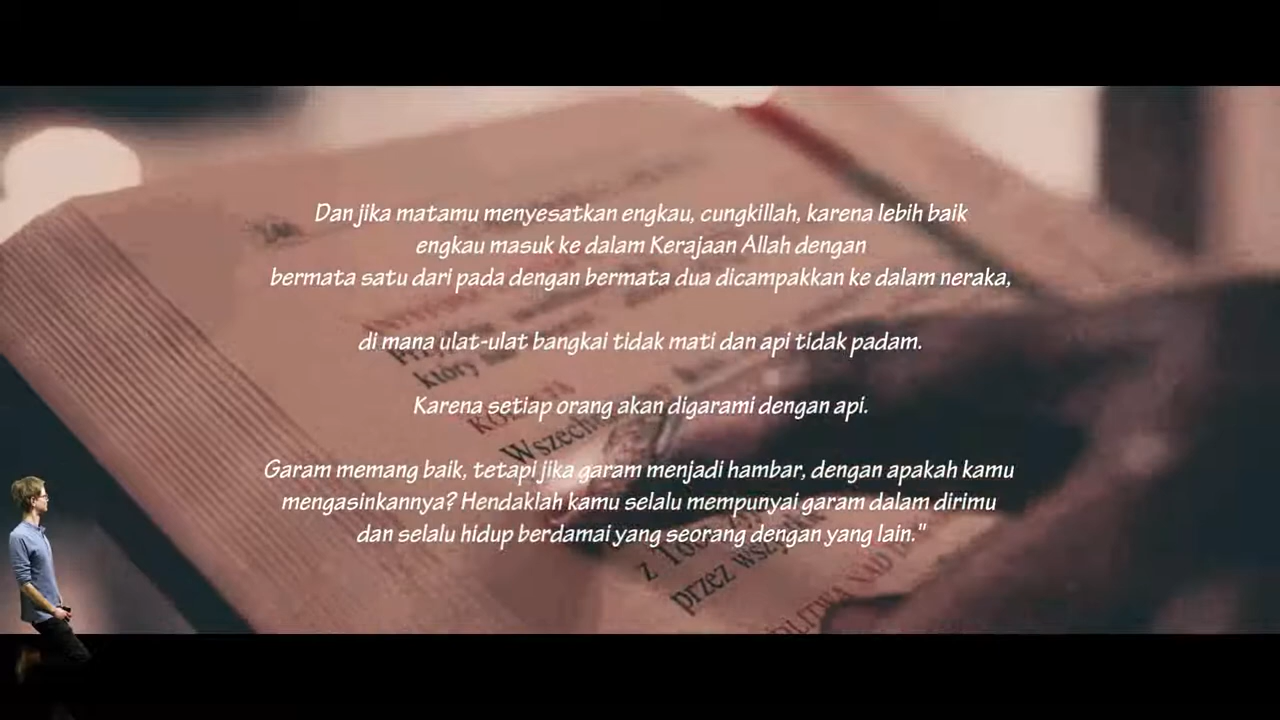 Dan jika matamu menyesatkan engkau, cungkillah, karena lebih baik
engkau masuk ke dalam Kerajaan Allah dengan
bermata satu dari pada dengan bermata dua dicampakkan ke dalam neraka,
di mana ulat-ulat bangkai tidak mati dan api tidak padam.
Karena setiap orang akan digarami dengan api.
Garam memang baik, tetapi jika garam menjadi hambar, dengan apakah kamu
mengasinkannya? Hendaklah kamu selalu mempunyai garam dalam dirimu
dan selalu hidup berdamai yang seorang dengan yang lain."
który
z
przez